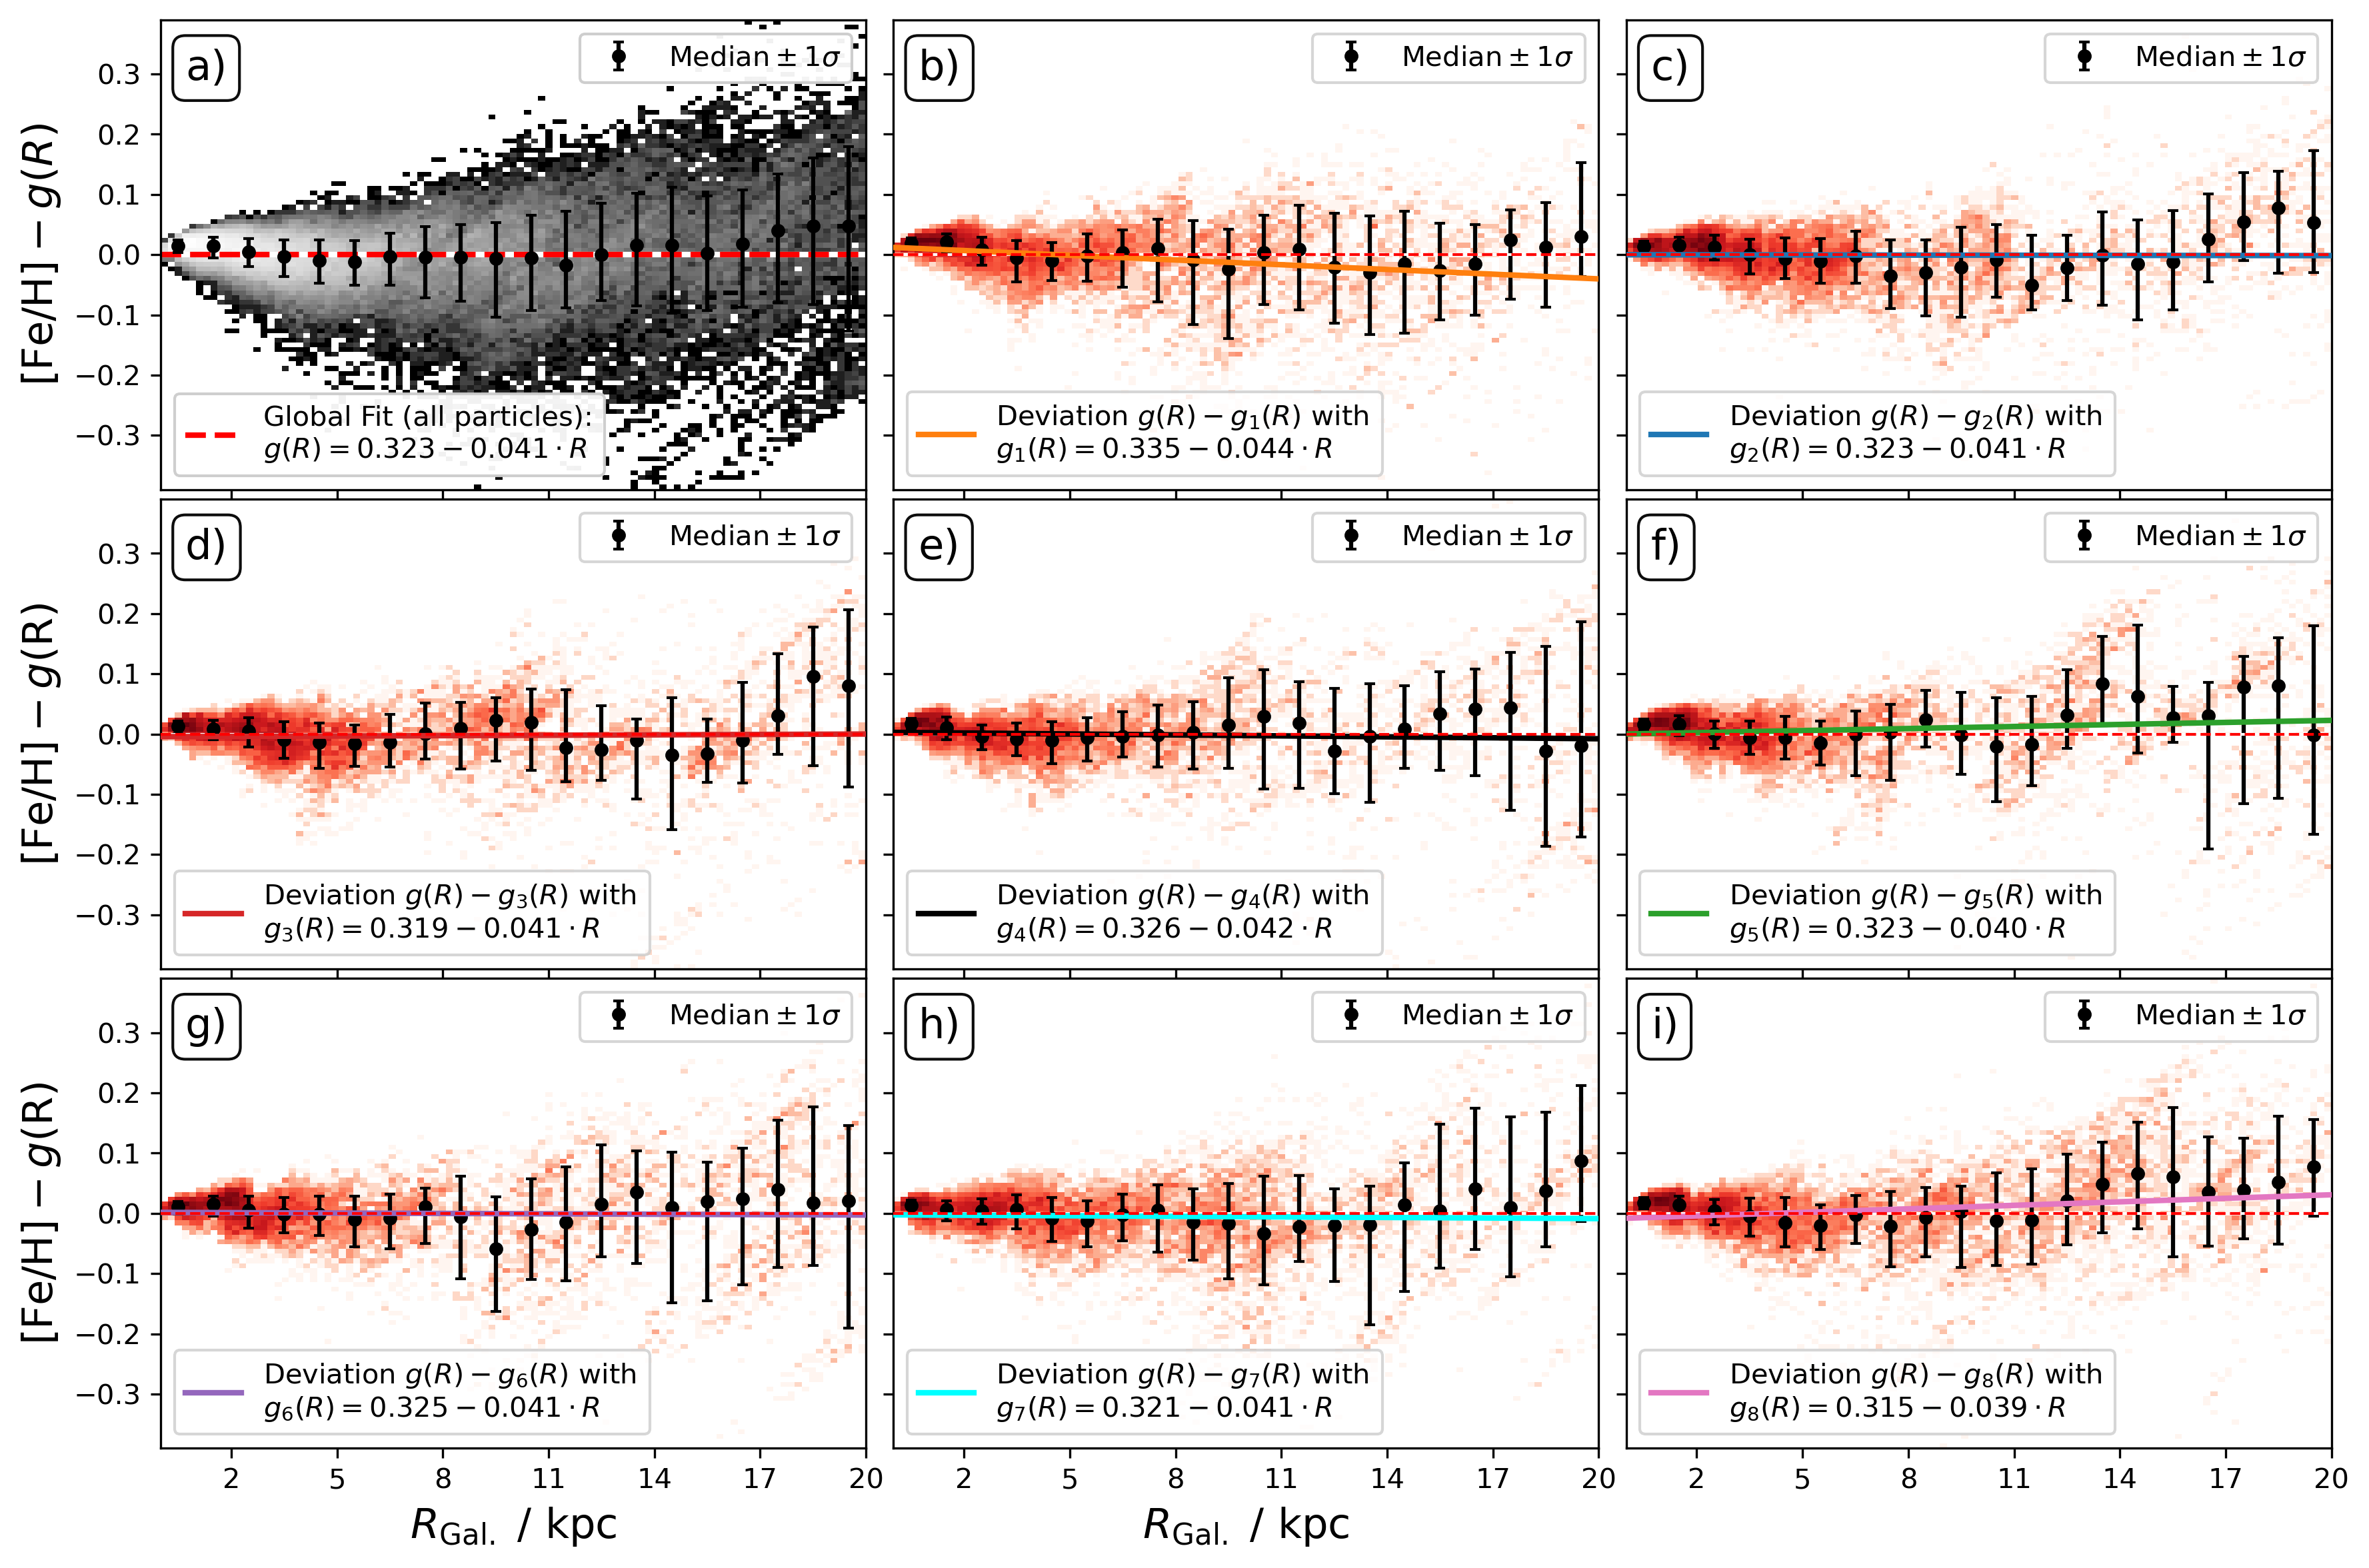 a)
Median ± 1σ
b)
Median ± 1σ
c)
Median ± 1σ
0.3
0.2
0.1
0.0
−0.1
−0.2
−0.3
[Fe/H] − g(R)
Global Fit (all particles):
g(R) = 0.323 − 0.041 · R
Deviation g(R) − g₁(R) with
g₁(R) = 0.335 − 0.044 · R
Deviation g(R) − g₂(R) with
g₂(R) = 0.323 − 0.041 · R
d)
Median ± 1σ
e)
Median ± 1σ
f)
Median ± 1σ
0.3
0.2
0.1
0.0
−0.1
−0.2
−0.3
[Fe/H] − g(R)
Deviation g(R) − g₃(R) with
g₃(R) = 0.319 − 0.041 · R
Deviation g(R) − g₄(R) with
g₄(R) = 0.326 − 0.042 · R
Deviation g(R) − g₅(R) with
g₅(R) = 0.323 − 0.040 · R
g)
Median ± 1σ
h)
Median ± 1σ
i)
Median ± 1σ
0.3
0.2
0.1
0.0
−0.1
−0.2
−0.3
[Fe/H] − g(R)
Deviation g(R) − g₆(R) with
g₆(R) = 0.325 − 0.041 · R
Deviation g(R) − g₇(R) with
g₇(R) = 0.321 − 0.041 · R
Deviation g(R) − g₈(R) with
g₈(R) = 0.315 − 0.039 · R
2 5 8 11 14 17 20
2 5 8 11 14 17 20
2 5 8 11 14 17 20
R_Gal. / kpc
R_Gal. / kpc